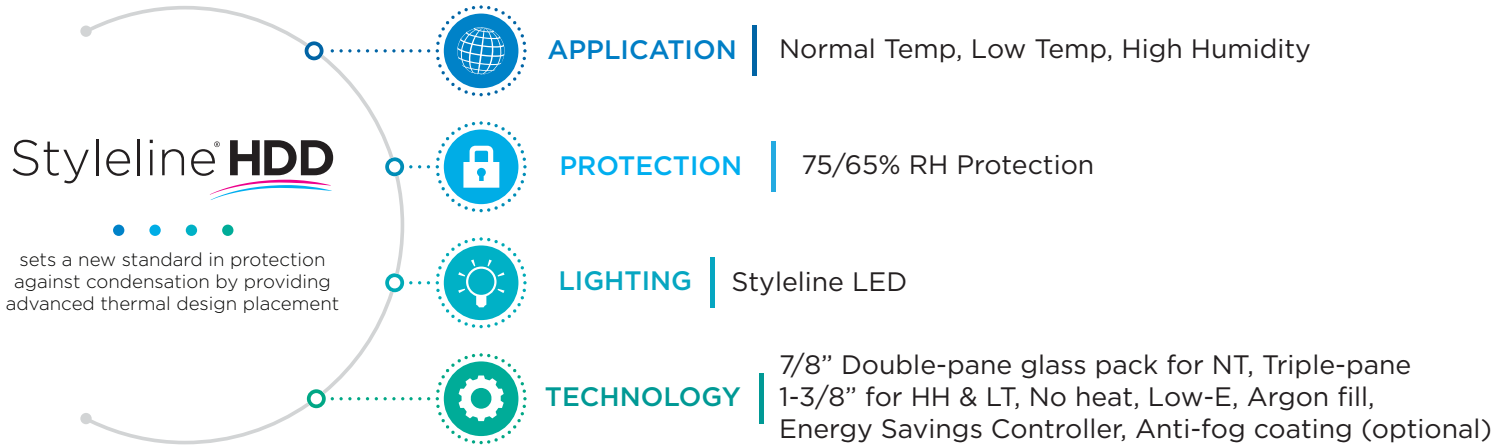 Styleline® HDD
sets a new standard in protection
against condensation by providing
advanced thermal design placement
APPLICATION
Normal Temp, Low Temp, High Humidity
PROTECTION
75/65% RH Protection
LIGHTING
Styleline LED
TECHNOLOGY
7/8” Double-pane glass pack for NT, Triple-pane
1-3/8” for HH & LT, No heat, Low-E, Argon fill,
Energy Savings Controller, Anti-fog coating (optional)